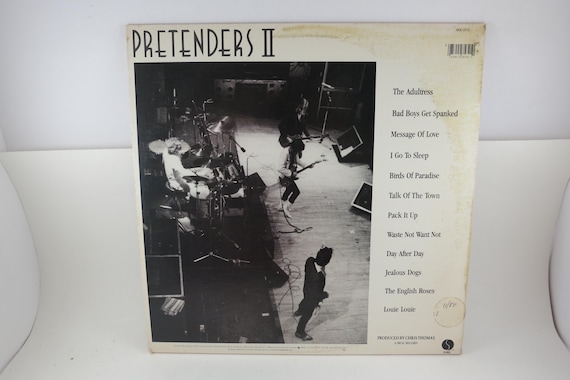 PRETENDERS II
The Adultress
Bad Boys Get Spanked
Message Of Love
I Go To Sleep
Birds Of Paradise
Talk Of The Town
Pack It Up
Waste Not Want Not
Day After Day
Jealous Dogs
The English Roses
Louie Louie
PRODUCED BY CHRIS THOMAS